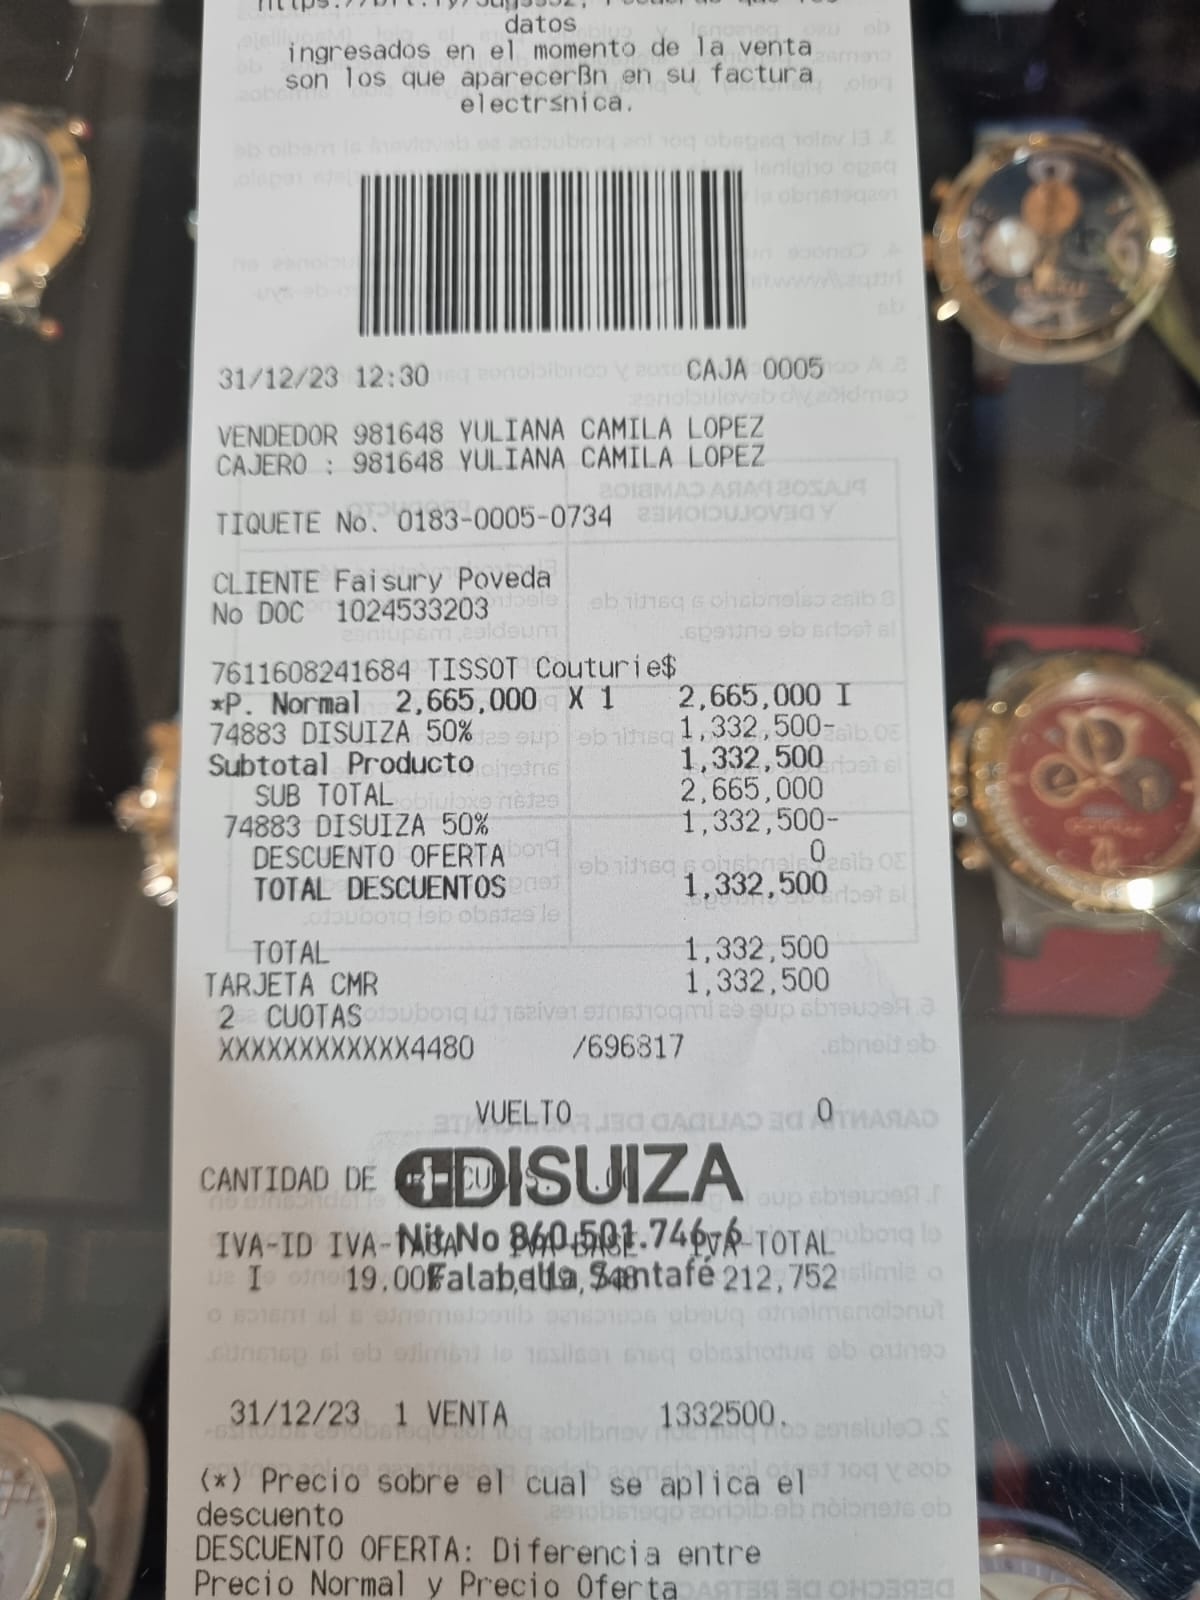 datos
ingresados en el momento de la venta
son los que aparecerßn en su factura
electr≤nica.
31/12/23 12:30 CAJA 0005
VENDEDOR 981648 YULIANA CAMILA LOPEZ
CAJERO : 981648 YULIANA CAMILA LOPEZ
TIQUETE No. 0183-0005-0734
CLIENTE Faisury Poveda
No DOC 1024533203
7611608241684 TISSOT Couturie$
*P. Normal 2,665,000 X 1 2,665,000 I
74883 DISUIZA 50% 1,332,500-
Subtotal Producto 1,332,500
SUB TOTAL 2,665,000
74883 DISUIZA 50% 1,332,500-
DESCUENTO OFERTA 0
TOTAL DESCUENTOS 1,332,500
TOTAL 1,332,500
TARJETA CMR 1,332,500
2 CUOTAS
XXXXXXXXXXXX4480 /696817
VUELTO 0
CANTIDAD DE
DISUIZA
Nit.No 860.501.746-6
IVA-ID IVA- IVA-TOTAL
Falabella Santafé
I 19.00% 212,752
31/12/23 1 VENTA 1332500.
(*) Precio sobre el cual se aplica el
descuento
DESCUENTO OFERTA: Diferencia entre
Precio Normal y Precio Oferta